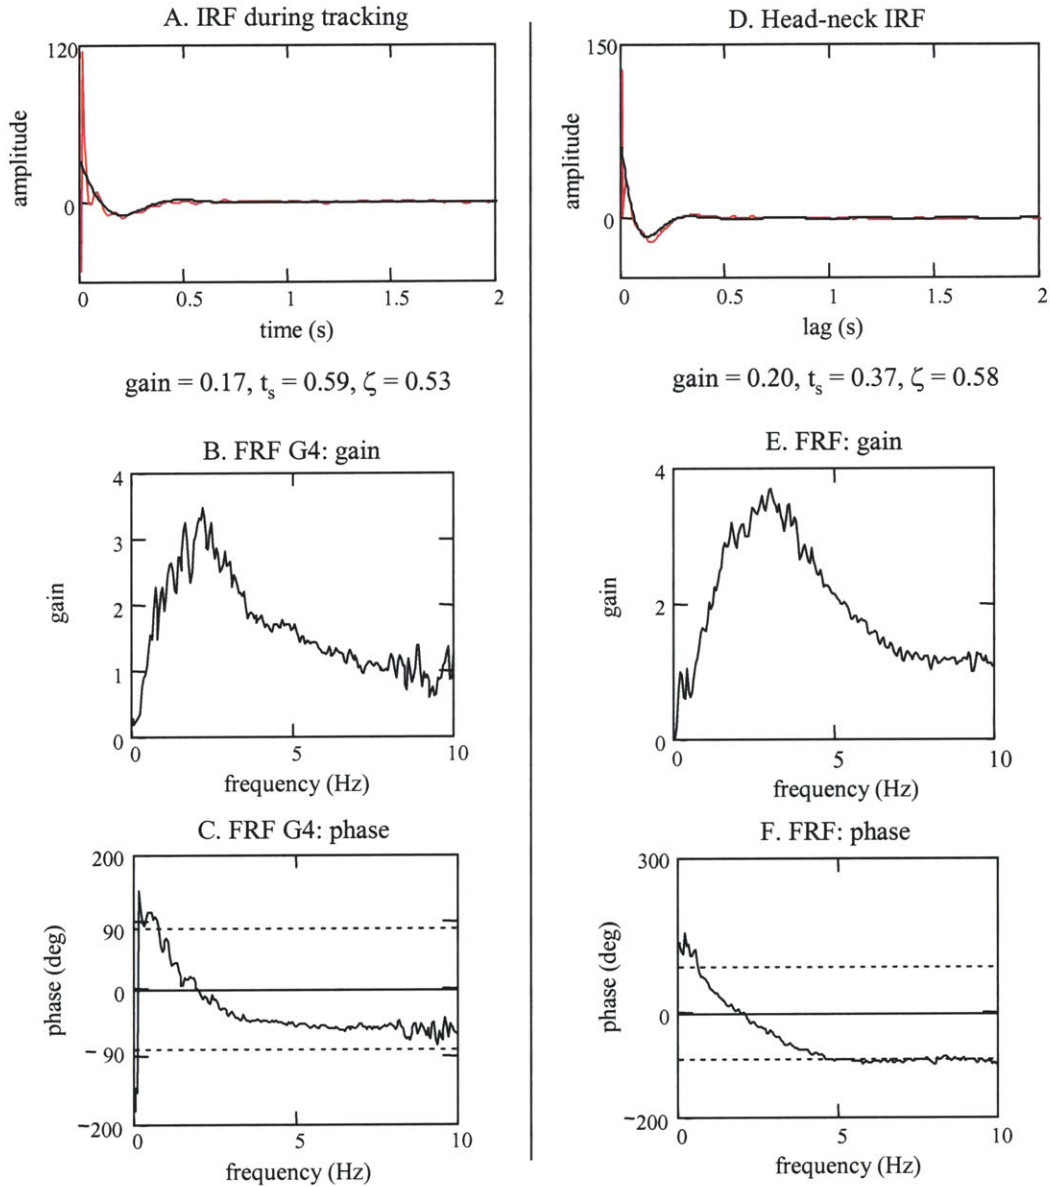 A. IRF during tracking
120
0
amplitude
0
0.5
1
1.5
2
time (s)
gain = 0.17, tₛ = 0.59, ζ = 0.53
B. FRF G4: gain
4
3
2
1
0
gain
0
5
10
frequency (Hz)
C. FRF G4: phase
200
90
0
− 90
−200
phase (deg)
0
5
10
frequency (Hz)
D. Head-neck IRF
150
0
amplitude
0
0.5
1
1.5
2
lag (s)
gain = 0.20, tₛ = 0.37, ζ = 0.58
E. FRF: gain
4
2
0
gain
0
5
10
frequency (Hz)
F. FRF: phase
300
90
0
−90
−200
phase (deg)
0
5
10
frequency (Hz)